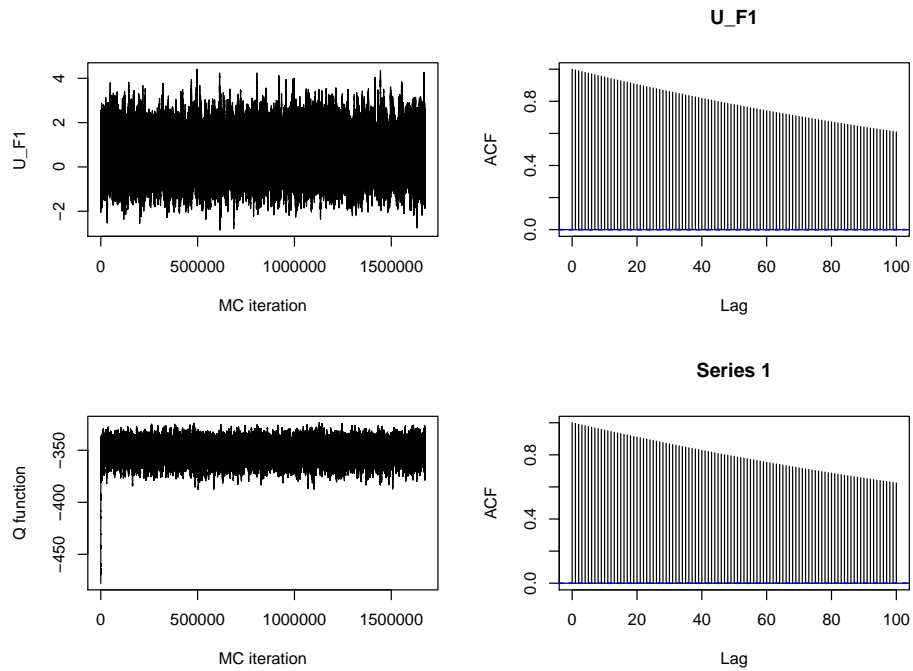 U_F1
4
2
0
−2
U_F1
0 500000 1000000 1500000
MC iteration
0.8
0.4
0.0
ACF
0 20 40 60 80 100
Lag
Series 1
−350
−400
−450
Q function
0 500000 1000000 1500000
MC iteration
0.8
0.4
0.0
ACF
0 20 40 60 80 100
Lag